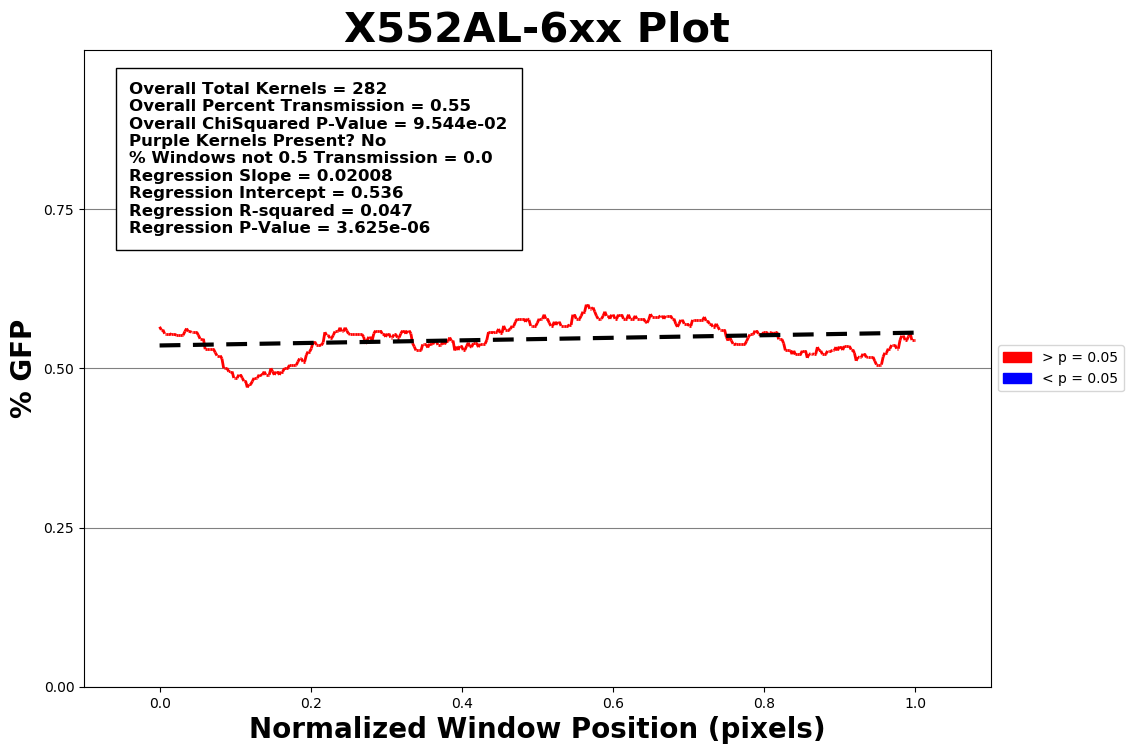 X552AL-6xx Plot
Overall Total Kernels = 282
Overall Percent Transmission = 0.55
Overall ChiSquared P-Value = 9.544e-02
Purple Kernels Present? No
% Windows not 0.5 Transmission = 0.0
Regression Slope = 0.02008
Regression Intercept = 0.536
Regression R-squared = 0.047
Regression P-Value = 3.625e-06
0.75
0.50
0.25
0.00
% GFP
> p = 0.05
< p = 0.05
0.0 0.2 0.4 0.6 0.8 1.0
Normalized Window Position (pixels)